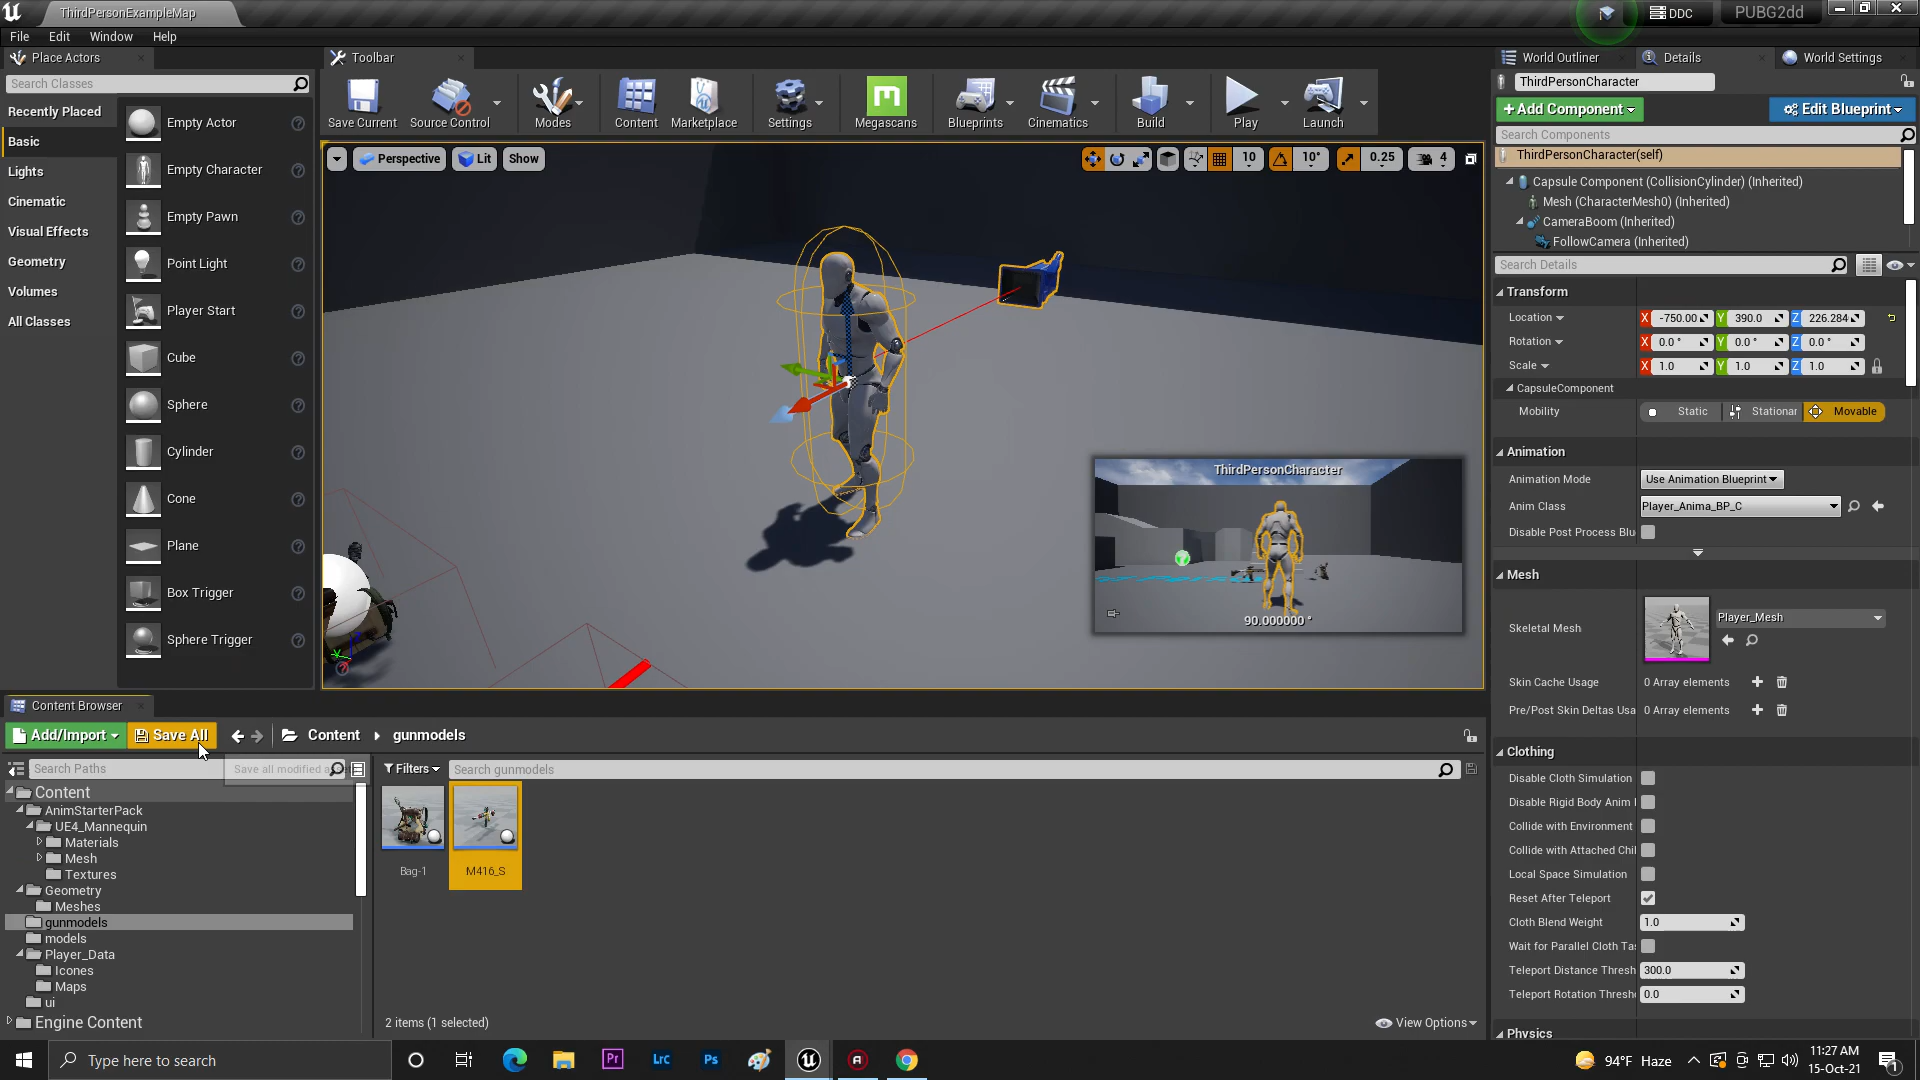 ThirdPersonExampleMap
DDC
PUBG2dd
File
Edit
Window
Help
Place Actors
Search Classes
Recently Placed
Basic
Lights
Cinematic
Visual Effects
Geometry
Volumes
All Classes
Empty Actor
Empty Character
Empty Pawn
Point Light
Player Start
Cube
Sphere
Cylinder
Cone
Plane
Box Trigger
Sphere Trigger
Toolbar
Save Current
Source Control
Modes
Content
Marketplace
Settings
Megascans
Blueprints
Cinematics
Build
Play
Launch
Perspective
Lit
Show
10
10°
0.25
4
ThirdPersonCharacter
90.000000 °
World Outliner
Details
World Settings
ThirdPersonCharacter
+Add Component
Edit Blueprint
Search Components
ThirdPersonCharacter(self)
Capsule Component (CollisionCylinder) (Inherited)
Mesh (CharacterMesh0) (Inherited)
CameraBoom (Inherited)
FollowCamera (Inherited)
Search Details
Transform
Location X -750.00 Y 390.0 Z 226.284
Rotation X 0.0 ° Y 0.0 ° Z 0.0 °
Scale X 1.0 Y 1.0 Z 1.0
CapsuleComponent
Mobility Static Stationar Movable
Animation
Animation Mode Use Animation Blueprint
Anim Class Player_Anima_BP_C
Disable Post Process Blu
Mesh
Skeletal Mesh Player_Mesh
Skin Cache Usage 0 Array elements
Pre/Post Skin Deltas Usa 0 Array elements
Clothing
Disable Cloth Simulation
Disable Rigid Body Anim
Collide with Environment
Collide with Attached Chil
Local Space Simulation
Reset After Teleport
Cloth Blend Weight 1.0
Wait for Parallel Cloth Ta
Teleport Distance Thresh 300.0
Teleport Rotation Thresh 0.0
Physics
Content Browser
Add/Import
Save All
Content
gunmodels
Search Paths
Save all modified a
Filters
Search gunmodels
Content
AnimStarterPack
UE4_Mannequin
Materials
Mesh
Textures
Geometry
Meshes
gunmodels
models
Player_Data
Icones
Maps
ui
Engine Content
Bag-1
M416_S
2 items (1 selected)
View Options
Type here to search
Pr
Lrc
Ps
94°F Haze
11:27 AM
15-Oct-21
1